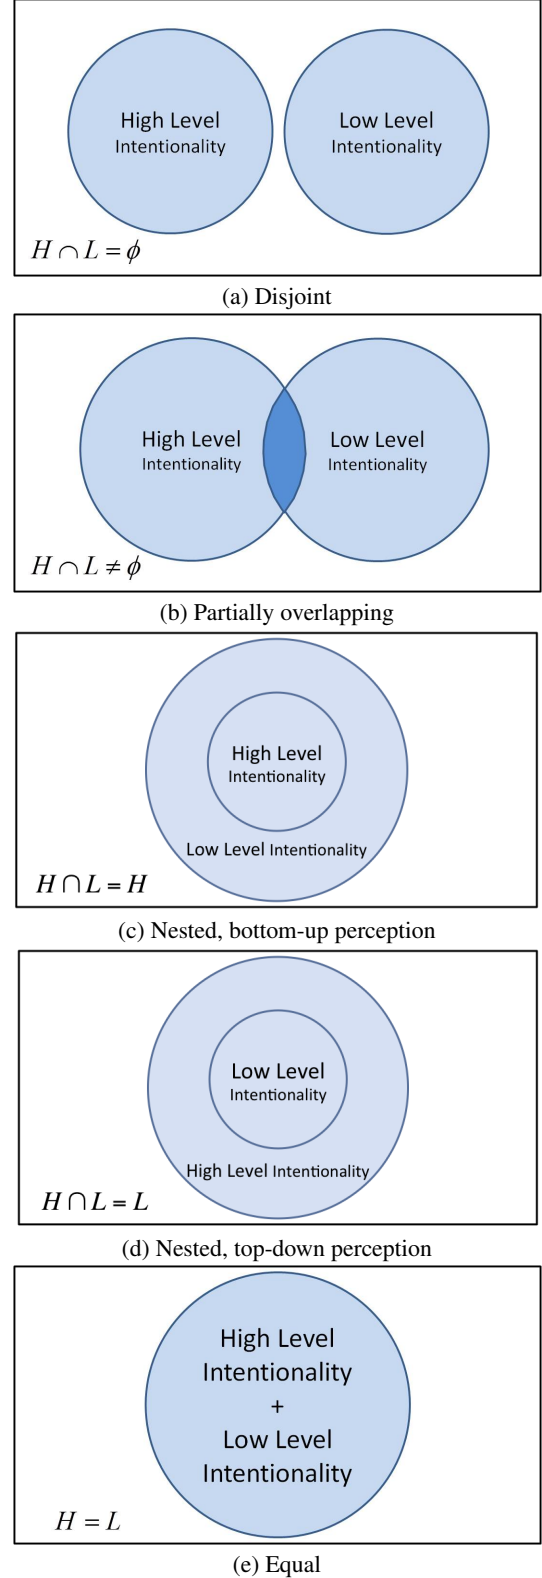 High Level
Intentionality
Low Level
Intentionality
H ∩ L = ϕ
(a) Disjoint
High Level
Intentionality
Low Level
Intentionality
H ∩ L ≠ ϕ
(b) Partially overlapping
High Level
Intentionality
Low Level Intentionality
H ∩ L = H
(c) Nested, bottom-up perception
Low Level
Intentionality
High Level Intentionality
H ∩ L = L
(d) Nested, top-down perception
High Level
Intentionality
+
Low Level
Intentionality
H = L
(e) Equal